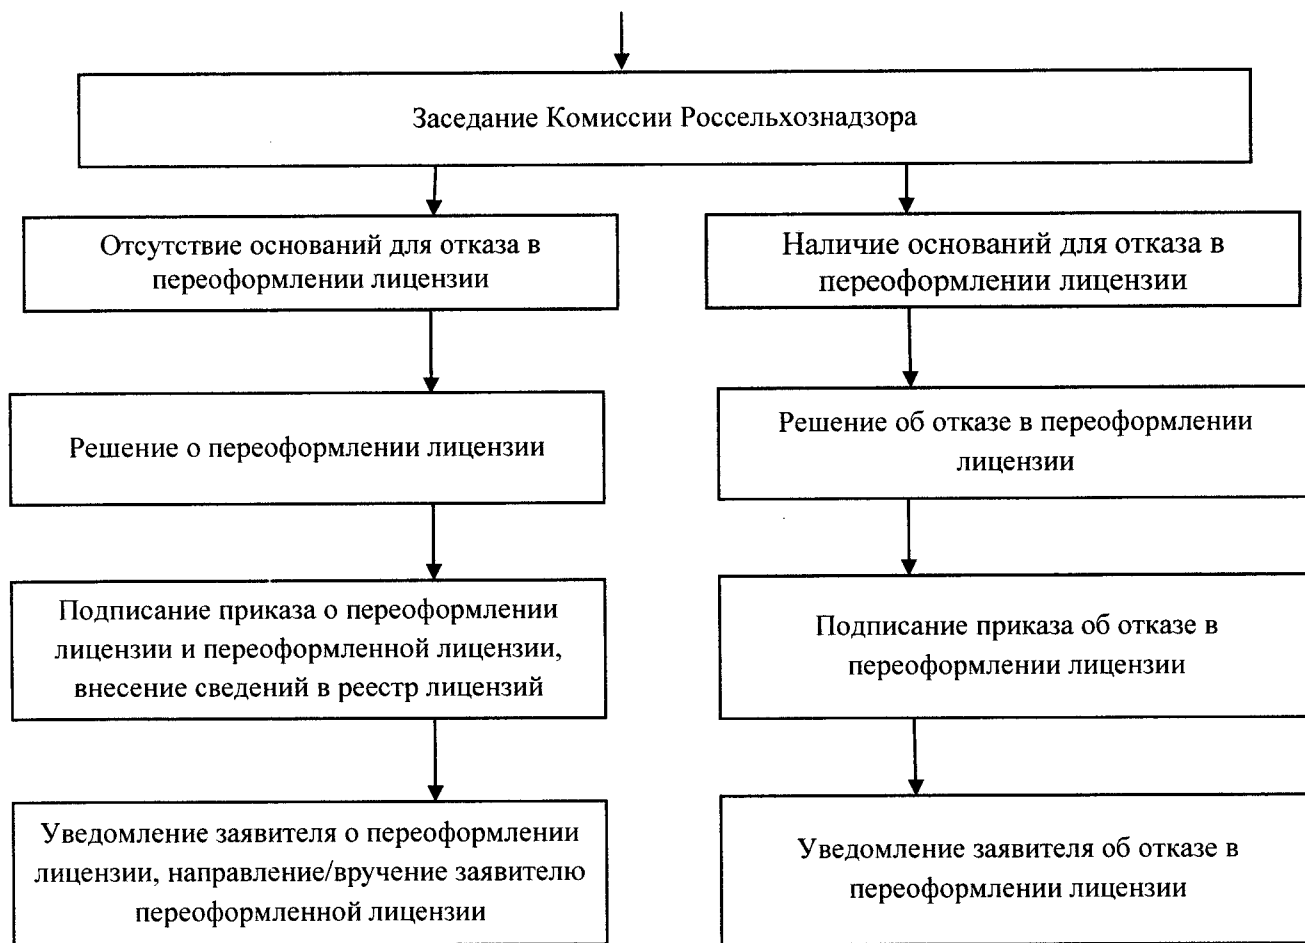 Заседание Комиссии Россельхознадзора
Отсутствие оснований для отказа в
переоформлении лицензии
Наличие оснований для отказа в
переоформлении лицензии
Решение о переоформлении лицензии
Решение об отказе в переоформлении
лицензии
Подписание приказа о переоформлении
лицензии и переоформленной лицензии,
внесение сведений в реестр лицензий
Подписание приказа об отказе в
переоформлении лицензии
Уведомление заявителя о переоформлении
лицензии, направление/вручение заявителю
переоформленной лицензии
Уведомление заявителя об отказе в
переоформлении лицензии